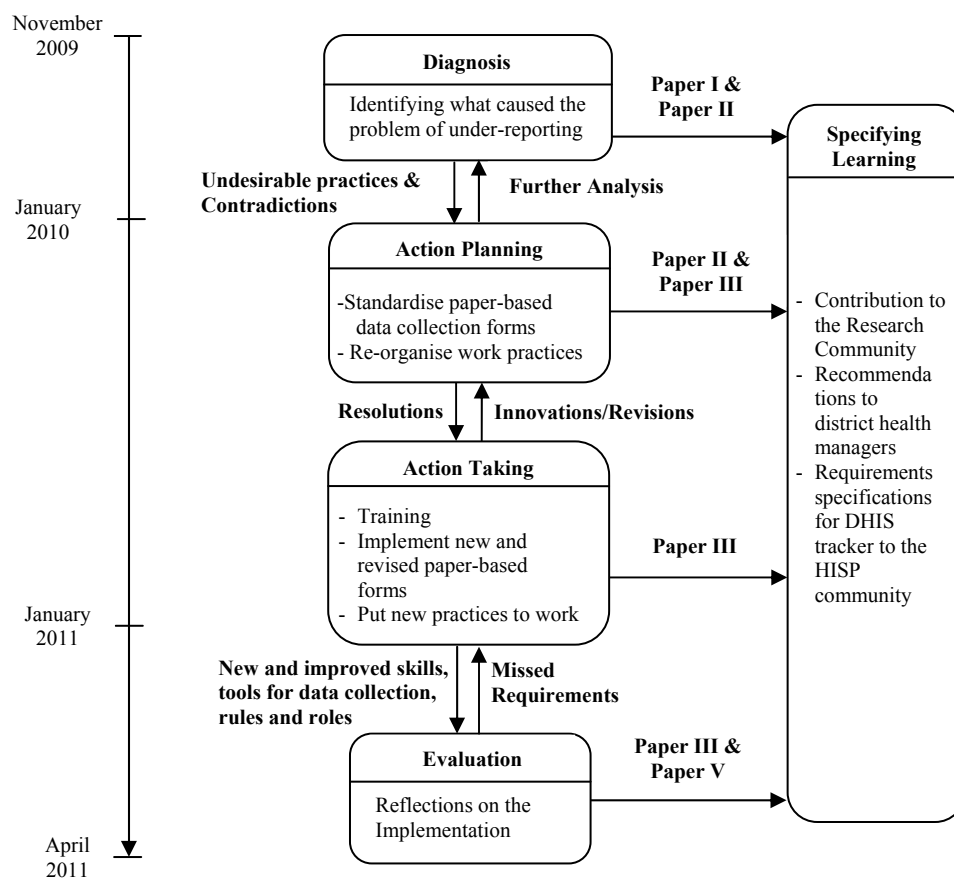 November
2009
January
2010
January
2011
April
2011
Diagnosis
Identifying what caused the
problem of under-reporting
Paper I &
Paper II
Undesirable practices &
Contradictions
Further Analysis
Action Planning
-Standardise paper-based
data collection forms
- Re-organise work practices
Paper II &
Paper III
Resolutions
Innovations/Revisions
Action Taking
- Training
- Implement new and
revised paper-based
forms
- Put new practices to work
Paper III
New and improved skills,
tools for data collection,
rules and roles
Missed
Requirements
Evaluation
Reflections on the
Implementation
Paper III &
Paper V
Specifying
Learning
- Contribution to
the Research
Community
- Recommenda
tions to
district health
managers
- Requirements
specifications
for DHIS
tracker to the
HISP
community